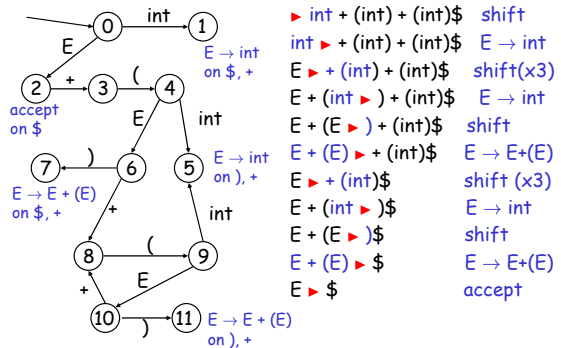 0 int 1
E
E → int
on $, +
2 + 3 ( 4
accept
on $
E int
7 ) 6 5
E → int
on ), +
E → E + (E)
on $, +
+ int
8 ( 9
+ E
10 ) 11
E → E + (E)
on ), +
► int + (int) + (int)$ shift
int ► + (int) + (int)$ E → int
E ► + (int) + (int)$ shift(x3)
E + (int ► ) + (int)$ E → int
E + (E ► ) + (int)$ shift
E + (E) ► + (int)$ E → E+(E)
E ► + (int)$ shift (x3)
E + (int ► )$ E → int
E + (E ► )$ shift
E + (E) ► $ E → E+(E)
E ► $ accept